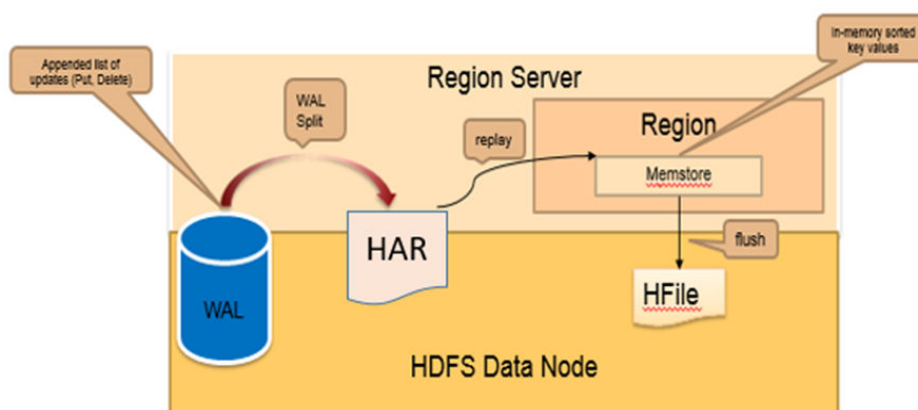 Appended list of
updates (Put, Delete)
In-memory sorted
key values
Region Server
WAL
Split
Region
replay
Memstore
HAR
flush
WAL
HFile
HDFS Data Node